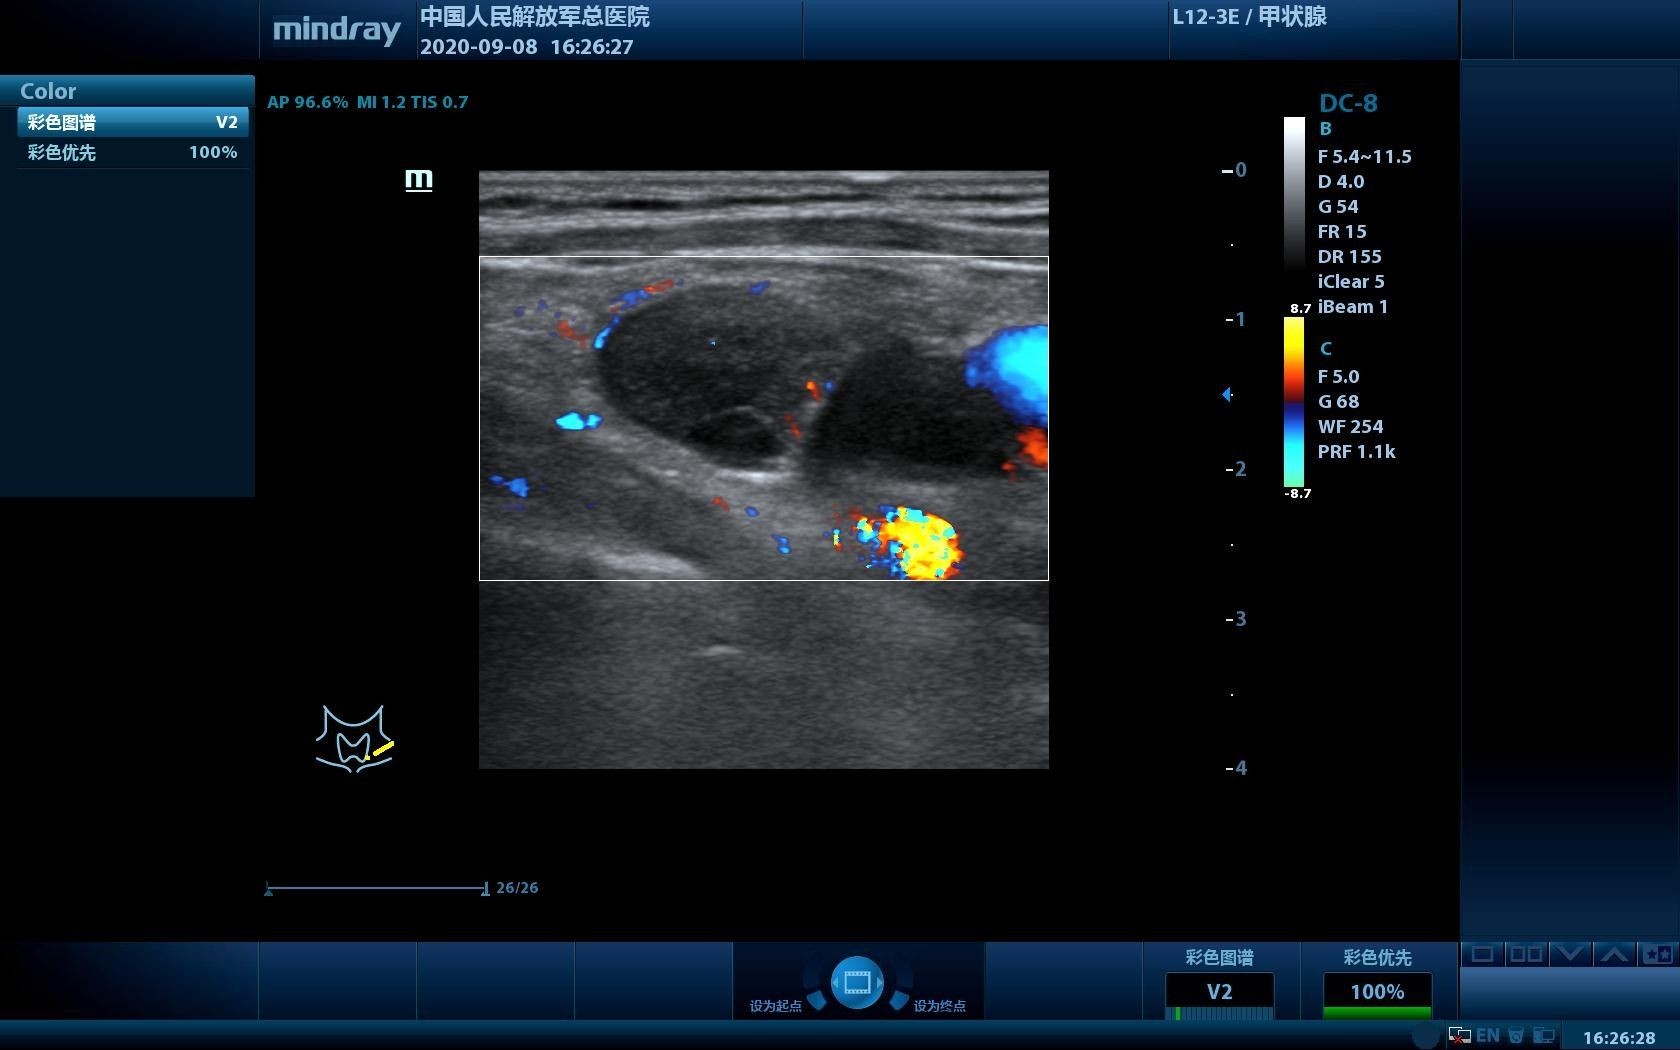 mindray
中国人民解放军总医院
2020-09-08 16:26:27
L12-3E / 甲状腺
Color
彩色图谱 V2
彩色优先 100%
AP 96.6% MI 1.2 TIS 0.7
m
DC-8
B
F 5.4~11.5
D 4.0
G 54
FR 15
DR 155
iClear 5
iBeam 1
8.7
C
F 5.0
G 68
WF 254
PRF 1.1k
-8.7
0
1
2
3
4
26/26
设为起点
设为终点
彩色图谱
V2
彩色优先
100%
EN
16:26:28